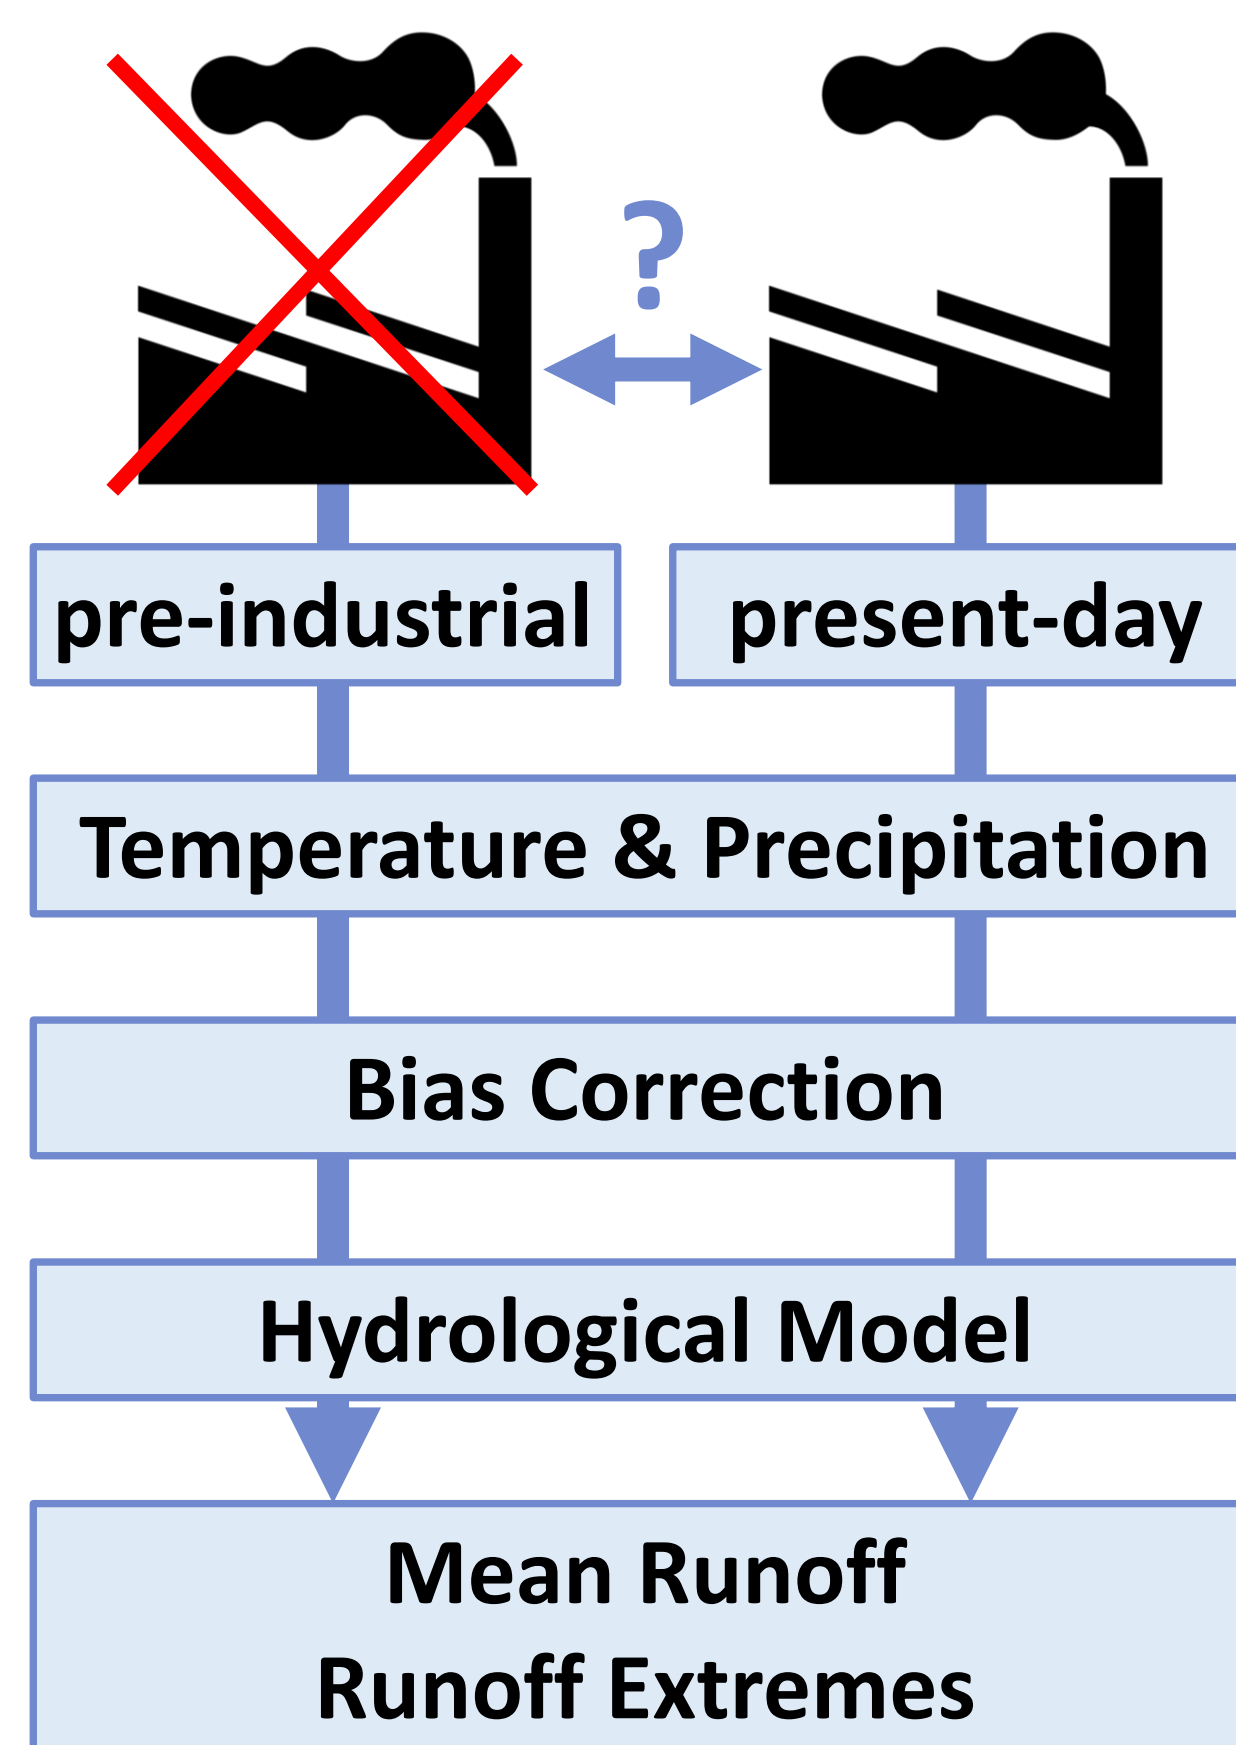 ?
pre-industrial
present-day
Temperature & Precipitation
Bias Correction
Hydrological Model
Mean Runoff
Runoff Extremes